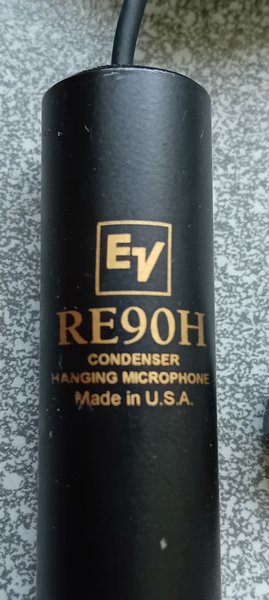 EV
RE90H
CONDENSER
HANGING MICROPHONE
Made in U.S.A.